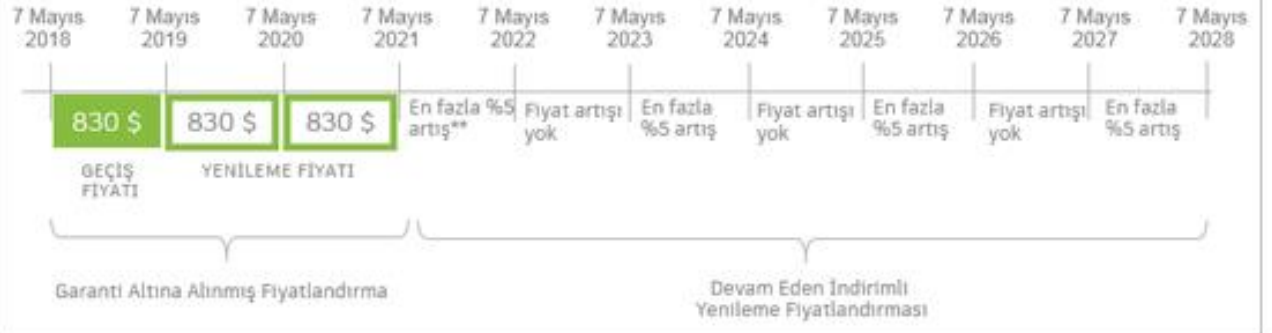 7 Mayıs 7 Mayıs 7 Mayıs 7 Mayıs 7 Mayıs 7 Mayıs 7 Mayıs 7 Mayıs 7 Mayıs 7 Mayıs 7 Mayıs
2018 2019 2020 2021 2022 2023 2024 2025 2026 2027 2028
830 $
830 $
830 $
En fazla %5
artış**
Fiyat artışı
yok
En fazla
%5 artış
Fiyat artışı
yok
En fazla
%5 artış
Fiyat artışı
yok
En fazla
%5 artış
GEÇİŞ
FİYATI
YENİLEME FİYATI
Garanti Altına Alınmış Fiyatlandırma
Devam Eden İndirimli
Yenileme Fiyatlandırması